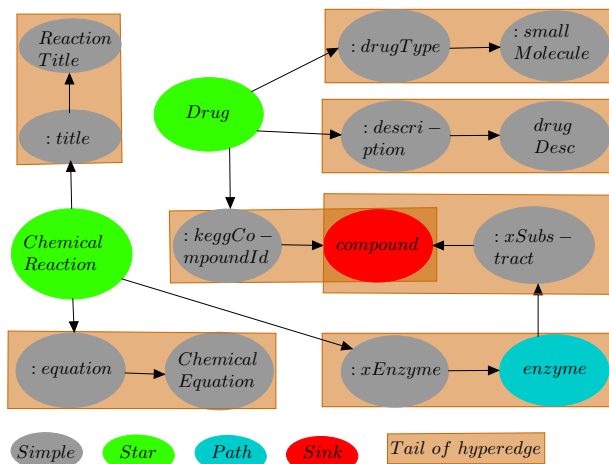 Reaction
Title
: title
Chemical
Reaction
: equation
Chemical
Equation
Drug
: drugType
: small
Molecule
: descri -
ption
drug
Desc
: keggCo -
mpoundId
compound
: xSubs -
tract
: xEnzyme
enzyme
Simple
Star
Path
Sink
Tail of hyperedge